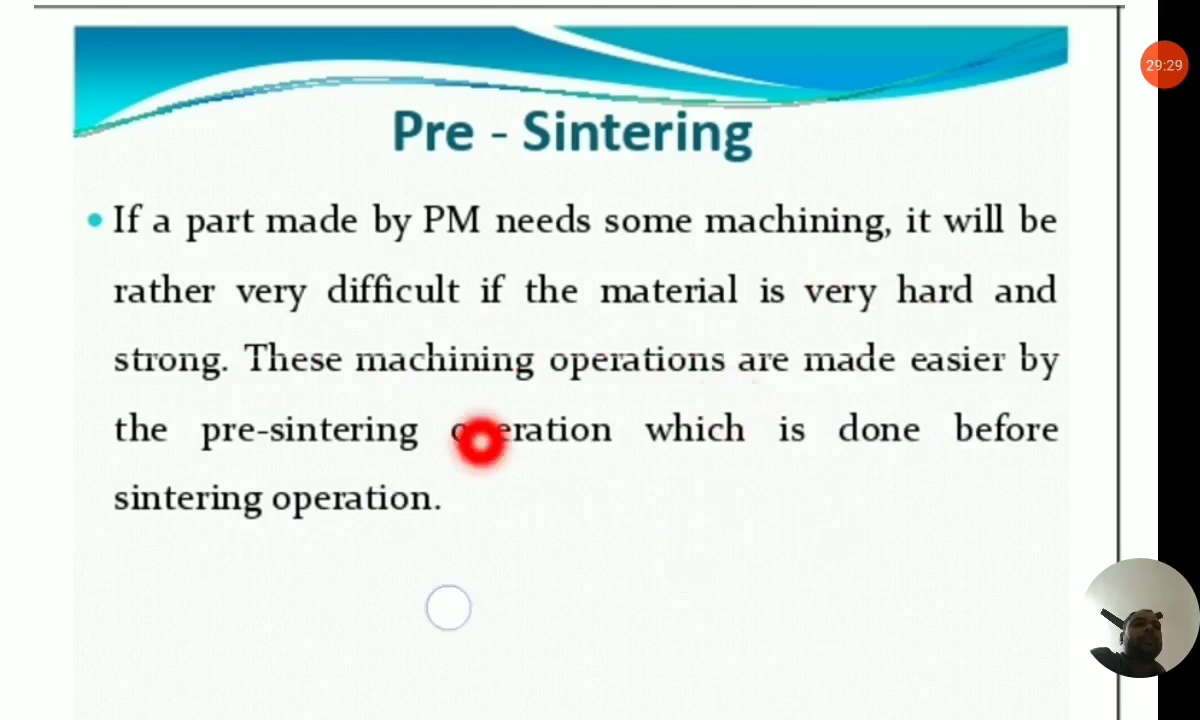 29:29
Pre - Sintering
• If a part made by PM needs some machining, it will be
rather very difficult if the material is very hard and
strong. These machining operations are made easier by
the pre-sintering operation which is done before
sintering operation.